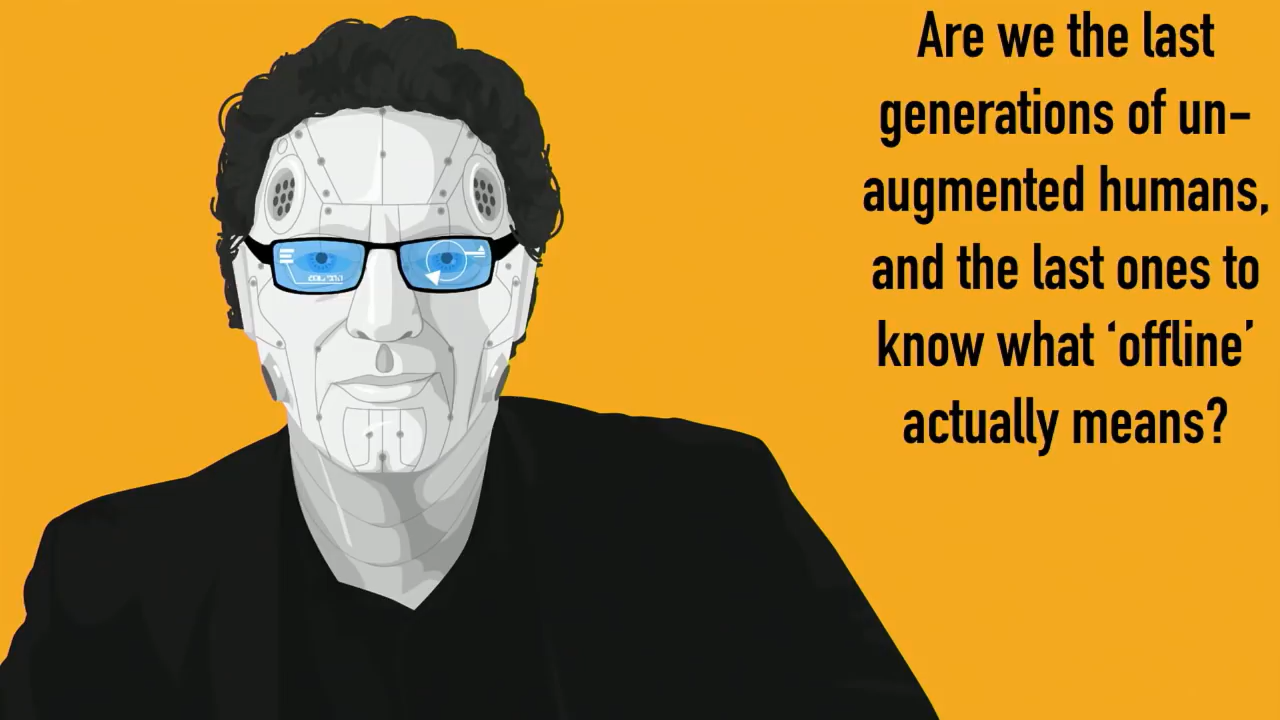 Are we the last
generations of un-
augmented humans,
and the last ones to
know what ‘offline’
actually means?